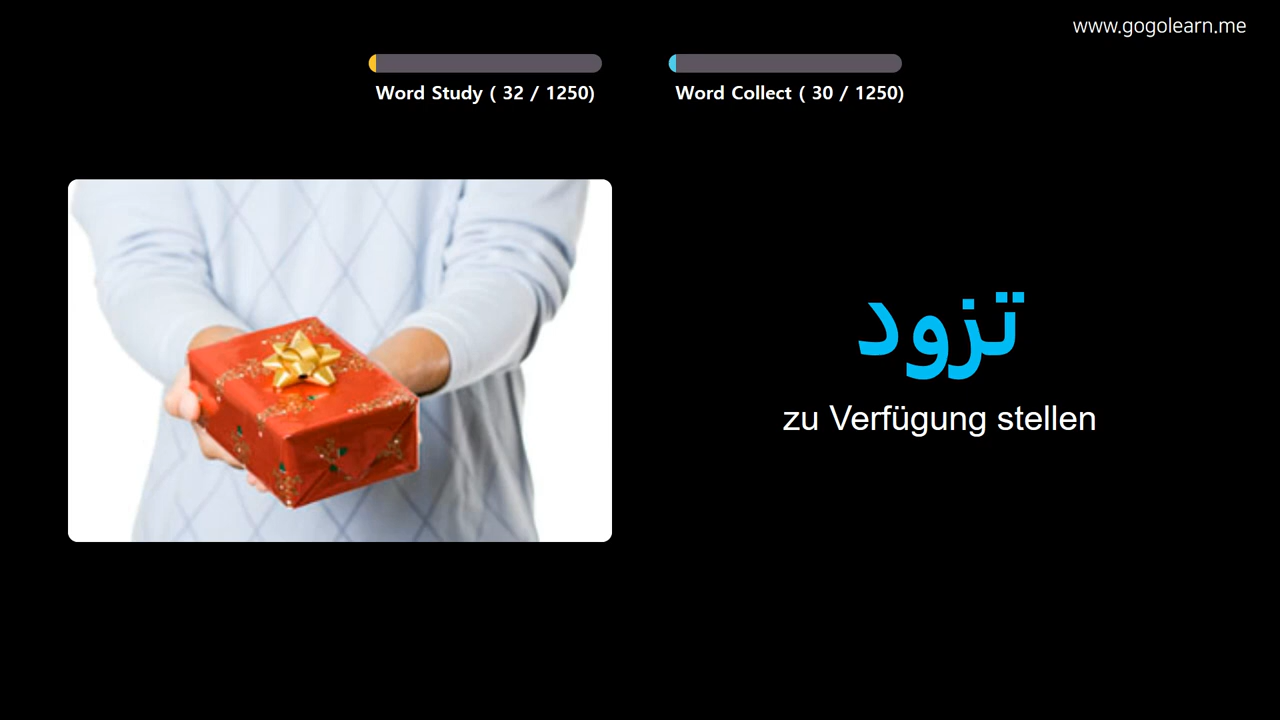 www.gogolearn.me
Word Study ( 32 / 1250)
Word Collect ( 30 / 1250)
تزود
zu Verfügung stellen